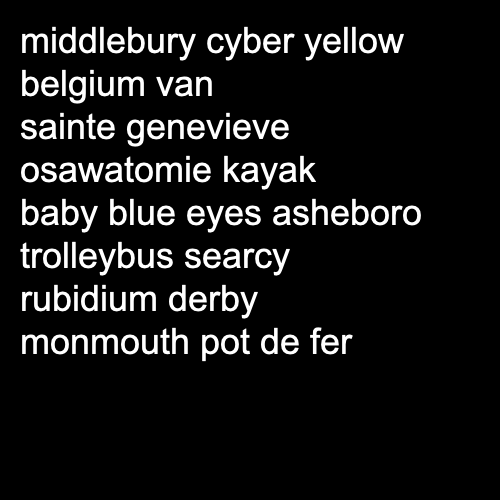 middlebury cyber yellow
belgium van
sainte genevieve
osawatomie kayak
baby blue eyes asheboro
trolleybus searcy
rubidium derby
monmouth pot de fer